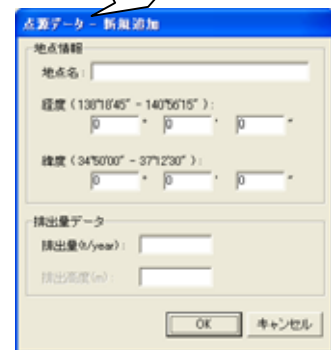 点源データ - 新規追加
地点情報
地点名：
経度（138°18'45" - 140°56'15"）：
0 ° 0 ' 0 "
緯度（34°50'00" - 37°12'30"）：
0 ° 0 ' 0 "
排出量データ
排出量(t/year)：
排出高度(m)：
OK キャンセル